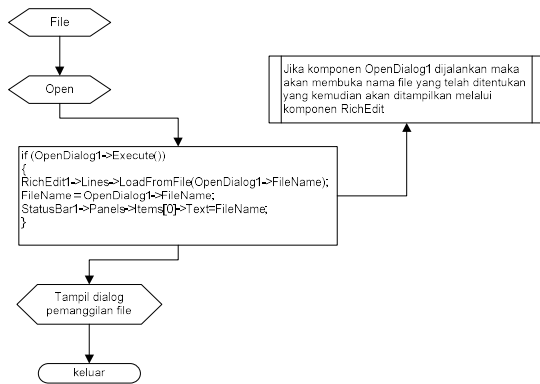 File
Open
Jika komponen OpenDialog1 dijalankan maka
akan membuka nama file yang telah ditentukan
yang kemudian akan ditampilkan melalui
komponen RichEdit
if (OpenDialog1->Execute())
{
RichEdit1->Lines->LoadFromFile(OpenDialog1->FileName);
FileName = OpenDialog1->FileName;
StatusBar1->Panels->Items[0]->Text=FileName;
}
Tampil dialog
pemanggilan file
keluar